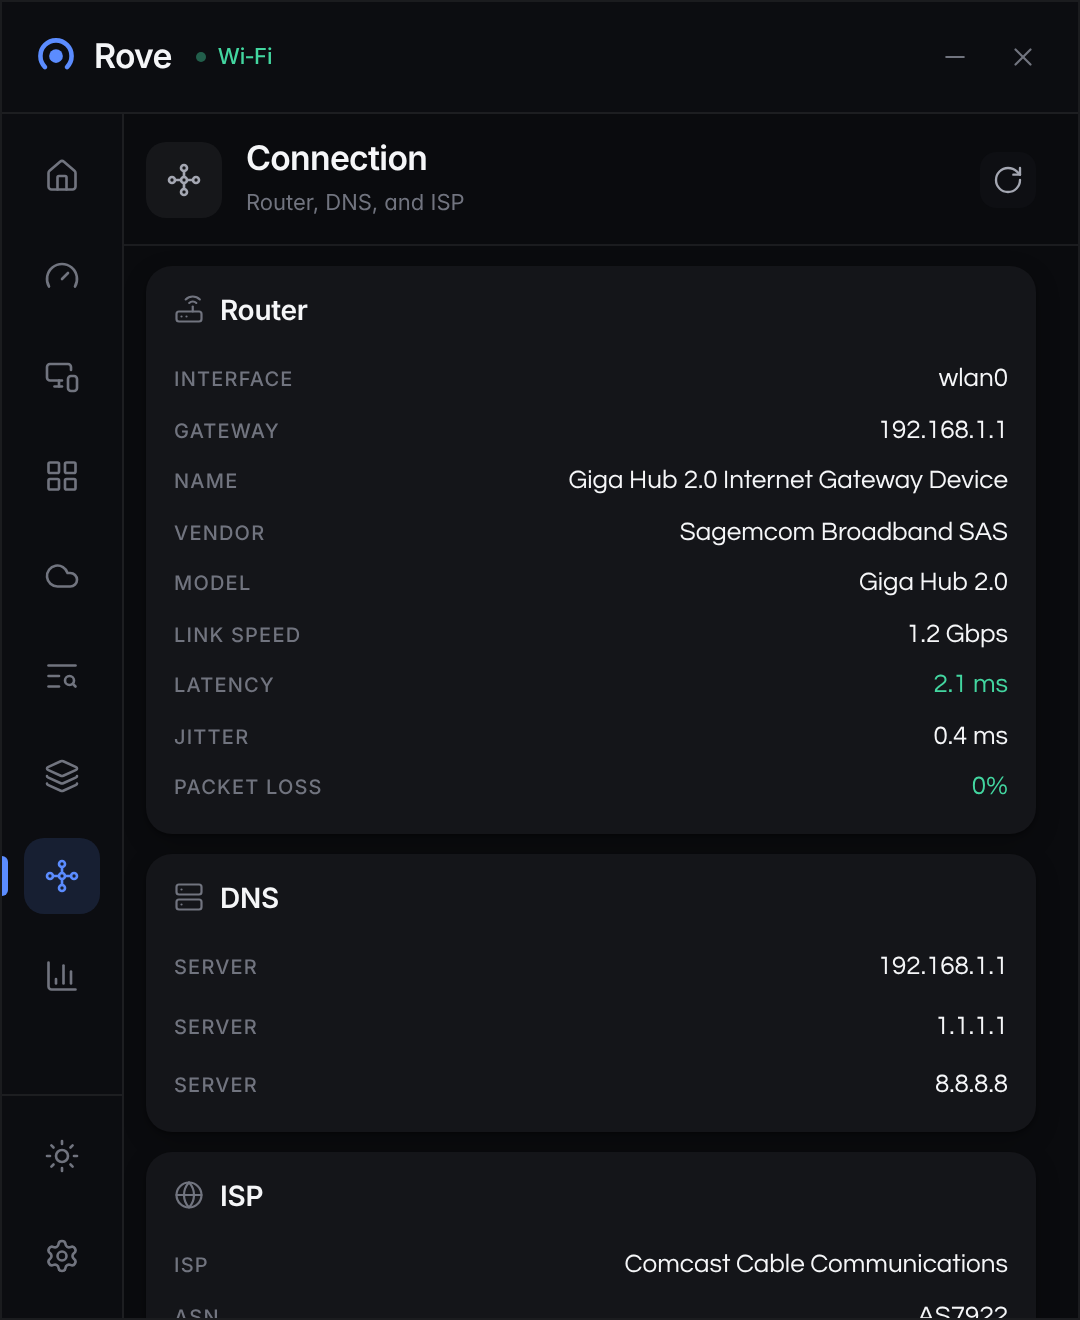 Rove
Wi-Fi
Connection
Router, DNS, and ISP
Router
INTERFACE wlan0
GATEWAY 192.168.1.1
NAME Giga Hub 2.0 Internet Gateway Device
VENDOR Sagemcom Broadband SAS
MODEL Giga Hub 2.0
LINK SPEED 1.2 Gbps
LATENCY 2.1 ms
JITTER 0.4 ms
PACKET LOSS 0%
DNS
SERVER 192.168.1.1
SERVER 1.1.1.1
SERVER 8.8.8.8
ISP
ISP Comcast Cable Communications
ASN AS7922